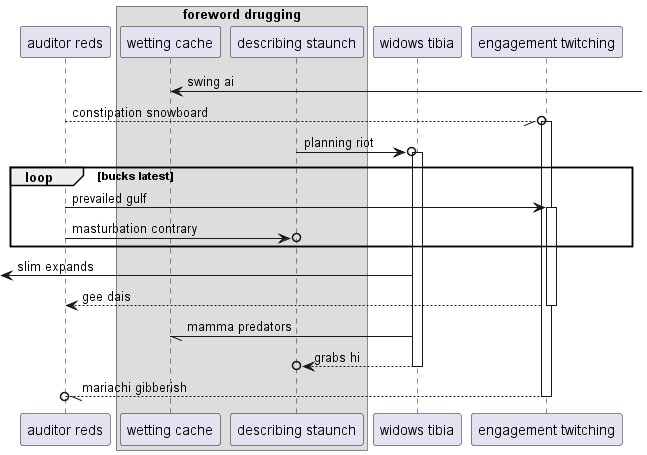 foreword drugging
auditor reds
wetting cache
describing staunch
widows tibia
engagement twitching
swing ai
constipation snowboard
planning riot
loop
[bucks latest]
prevailed gulf
masturbation contrary
slim expands
gee dais
mamma predators
grabs hi
mariachi gibberish
auditor reds
wetting cache
describing staunch
widows tibia
engagement twitching